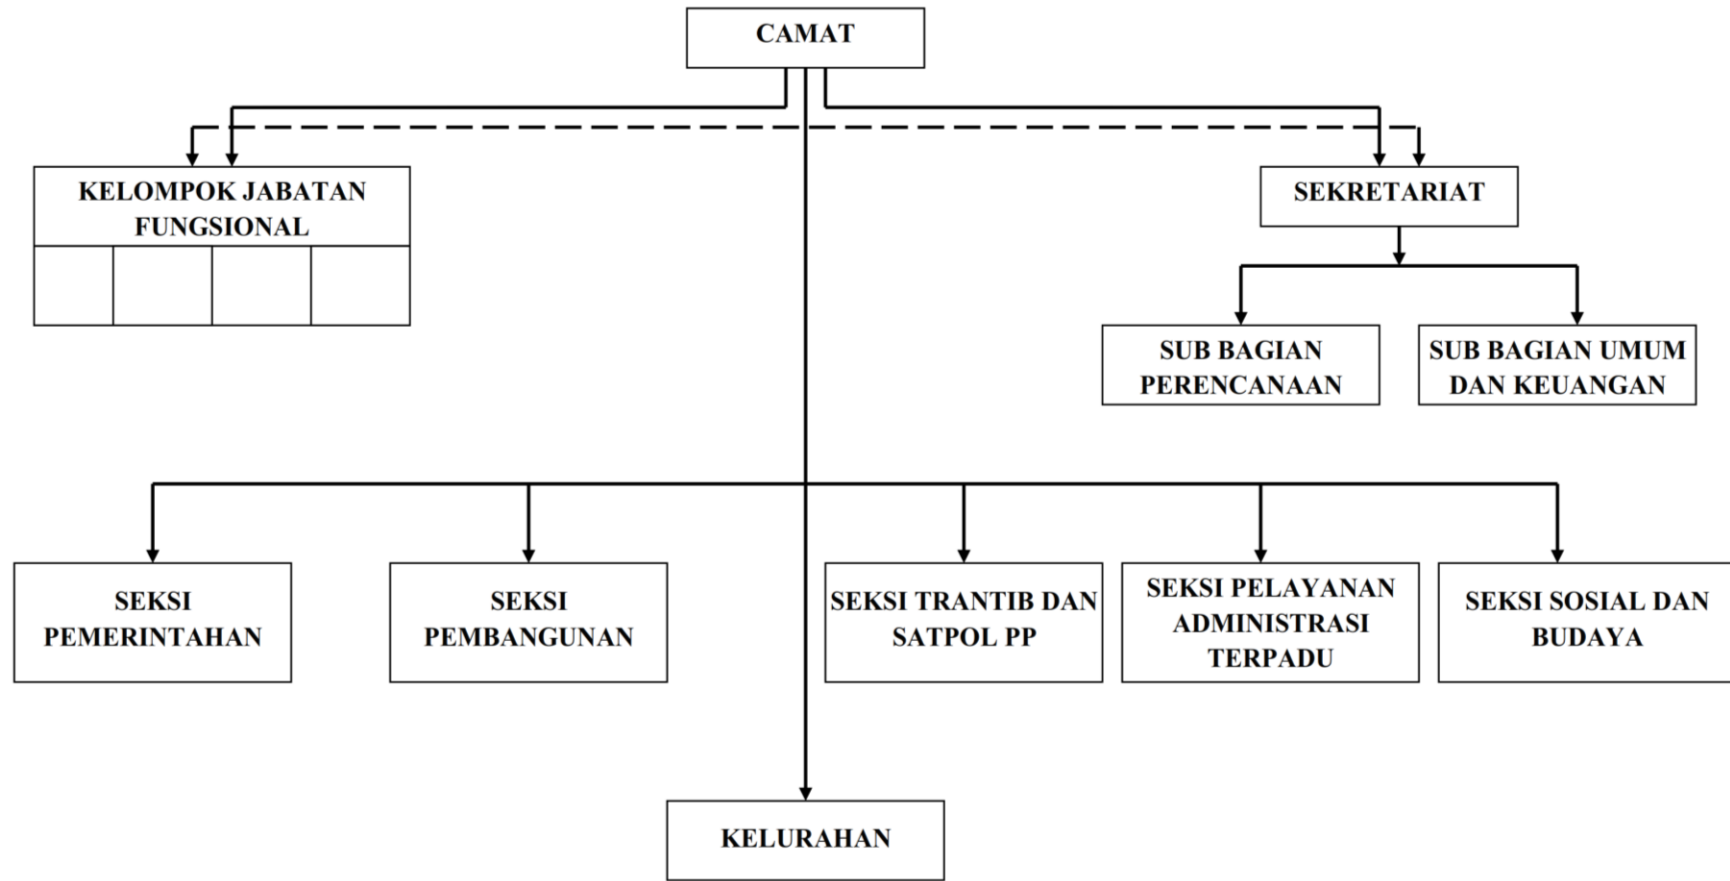 CAMAT
KELOMPOK JABATAN
FUNGSIONAL
SEKRETARIAT
SUB BAGIAN
PERENCANAAN
SUB BAGIAN UMUM
DAN KEUANGAN
SEKSI
PEMERINTAHAN
SEKSI
PEMBANGUNAN
SEKSI TRANTIB DAN
SATPOL PP
SEKSI PELAYANAN
ADMINISTRASI
TERPADU
SEKSI SOSIAL DAN
BUDAYA
KELURAHAN